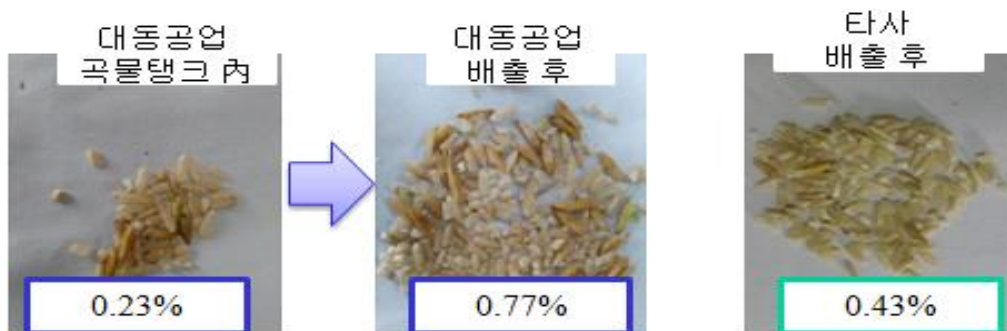 대동공업
곡물탱크 內
대동공업
배출 후
타사
배출 후
0.23%
0.77%
0.43%